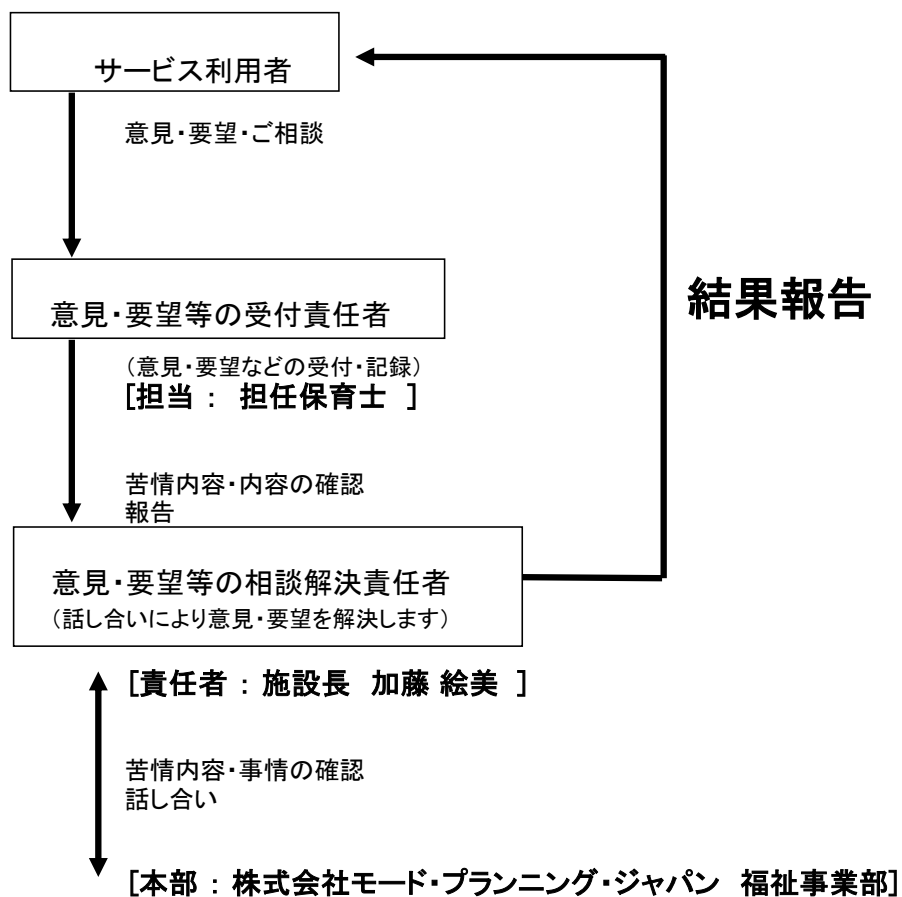 サービス利用者
意見・要望・ご相談
意見・要望等の受付責任者
（意見・要望などの受付・記録）
[担当 ： 担任保育士 ]
苦情内容・内容の確認
報告
意見・要望等の相談解決責任者
（話し合いにより意見・要望を解決します）
結果報告
[責任者 ： 施設長 加藤 絵美 ]
苦情内容・事情の確認
話し合い
[本部 ： 株式会社モード・プランニング・ジャパン 福祉事業部]